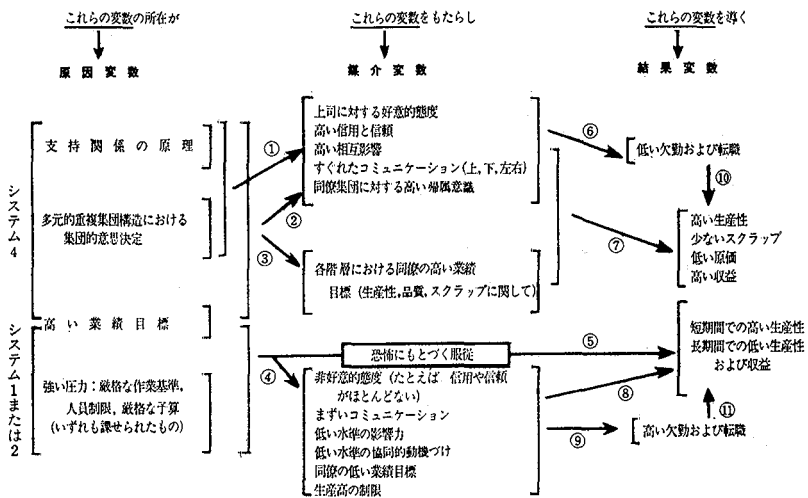 これらの変数の所在が
これらの変数をもたらし
これらの変数を導く
原因変数
媒介変数
結果変数
システム4
支持関係の原理
多元的重複集団構造における
集団的意思決定
高い業績目標
システム1または2
強い圧力：厳格な作業基準，
人員制限，厳格な予算
(いずれも課せられたもの)
①
②
③
④
上司に対する好意的態度
高い信用と信頼
高い相互影響
すぐれたコミュニケーション(上，下，左右)
同僚集団に対する高い帰属意識
各階層における同僚の高い業績
目標(生産性，品質，スクラップに関して)
恐怖にもとづく服従
非好意的態度(たとえば 信用や信頼
がほとんどない)
まずいコミュニケーション
低い水準の影響力
低い水準の協同的動機づけ
同僚の低い業績目標
生産高の制限
⑤
⑥
⑦
⑧
⑨
低い欠勤および転職
⑩
高い生産性
少ないスクラップ
低い原価
高い収益
短期間での高い生産性
長期間での低い生産性
および収益
⑪
高い欠勤および転職